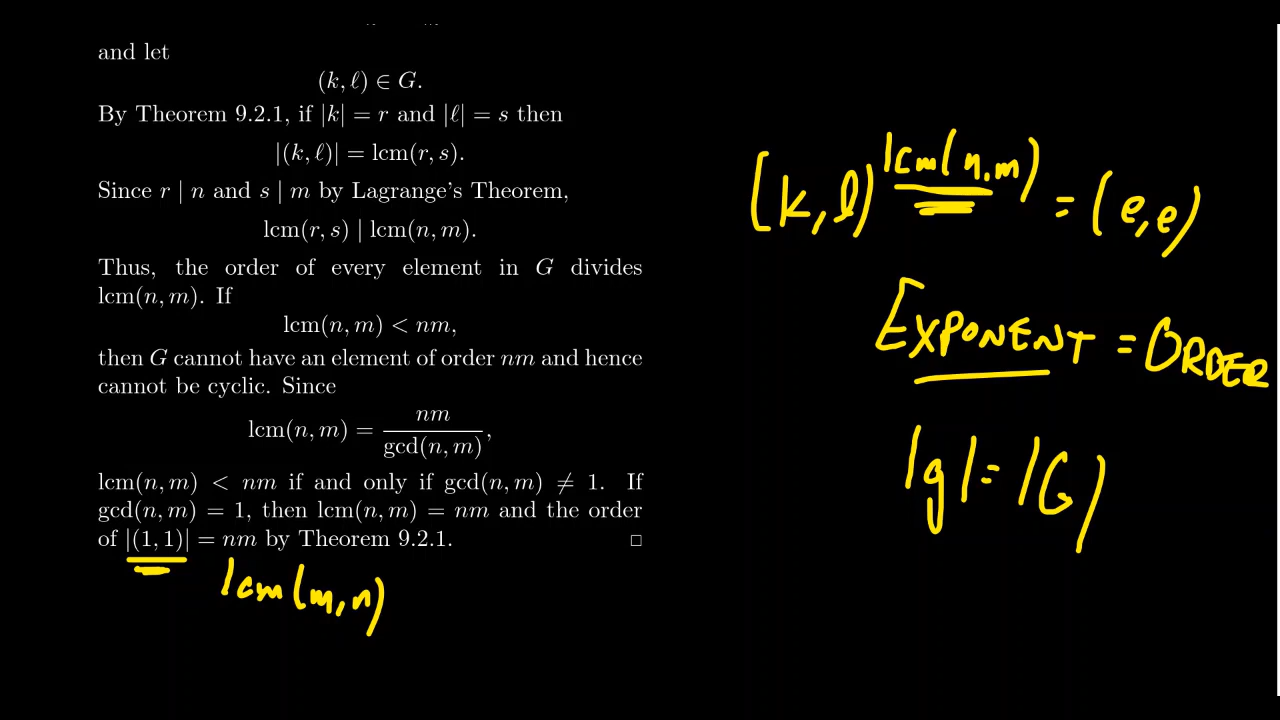 and let
(k, ℓ) ∈ G.
By Theorem 9.2.1, if |k| = r and |ℓ| = s then
|(k, ℓ)| = lcm(r, s).
Since r | n and s | m by Lagrange's Theorem,
lcm(r, s) | lcm(n, m).
Thus, the order of every element in G divides
lcm(n, m). If
lcm(n, m) < nm,
then G cannot have an element of order nm and hence
cannot be cyclic. Since
lcm(n, m) = nm / gcd(n, m),
lcm(n, m) < nm if and only if gcd(n, m) ≠ 1. If
gcd(n, m) = 1, then lcm(n, m) = nm and the order
of |(1, 1)| = nm by Theorem 9.2.1. □
lcm(m, n)
(k, l)^lcm(n, m) = (e, e)
EXPONENT = ORDER
|g| = |G|